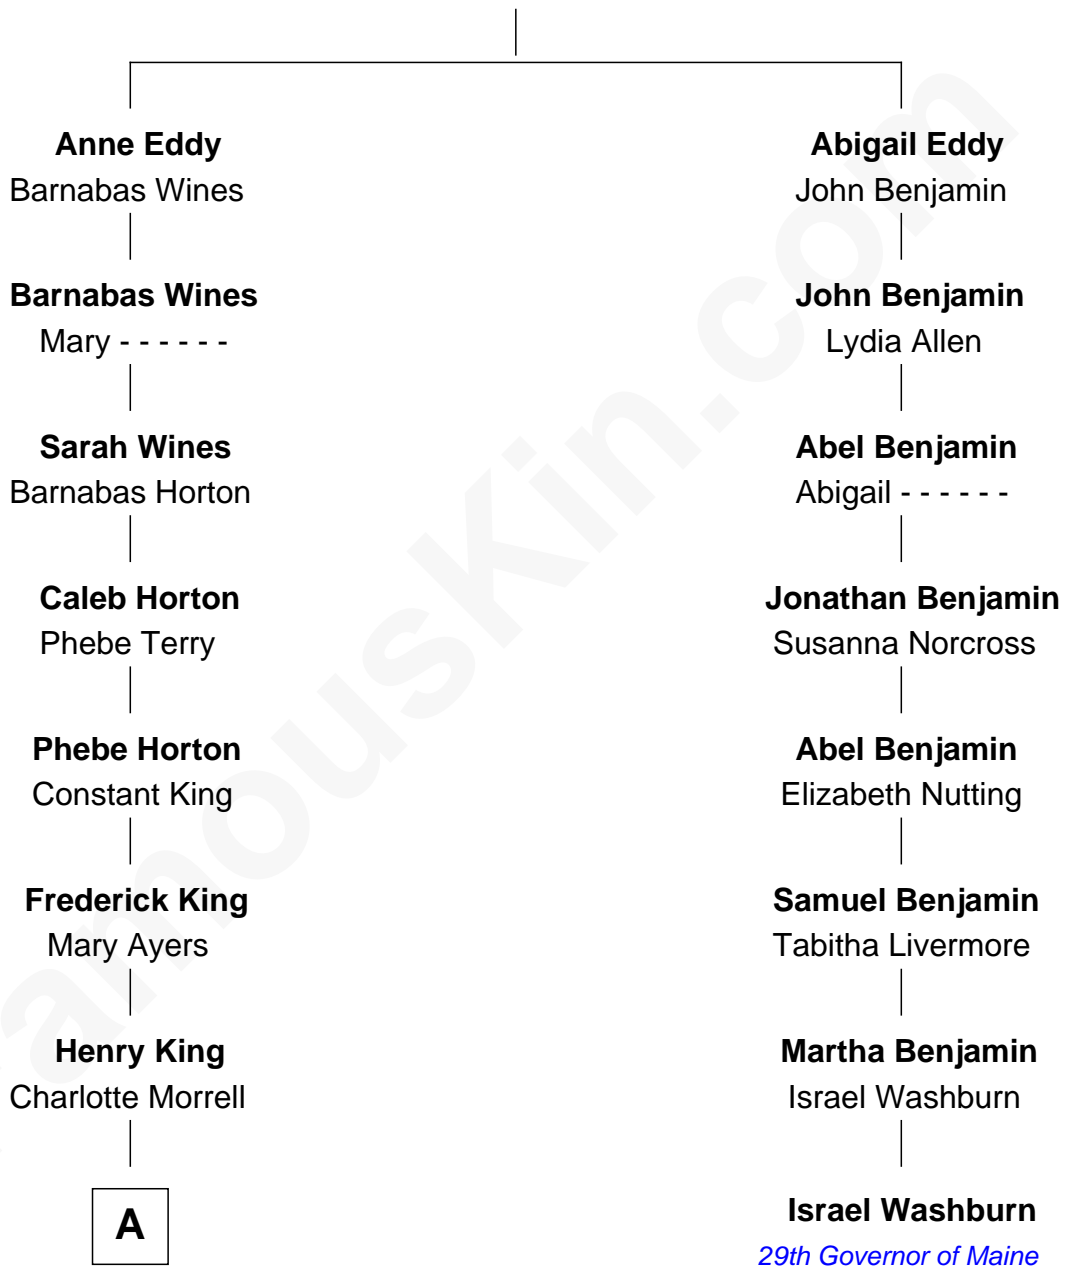 Anne Eddy
Barnabas Wines
Barnabas Wines
Mary - - - - - -
Sarah Wines
Barnabas Horton
Caleb Horton
Phebe Terry
Phebe Horton
Constant King
Frederick King
Mary Ayers
Henry King
Charlotte Morrell
A
Abigail Eddy
John Benjamin
John Benjamin
Lydia Allen
Abel Benjamin
Abigail - - - - - -
Jonathan Benjamin
Susanna Norcross
Abel Benjamin
Elizabeth Nutting
Samuel Benjamin
Tabitha Livermore
Martha Benjamin
Israel Washburn
Israel Washburn
29th Governor of Maine
amouskin.com